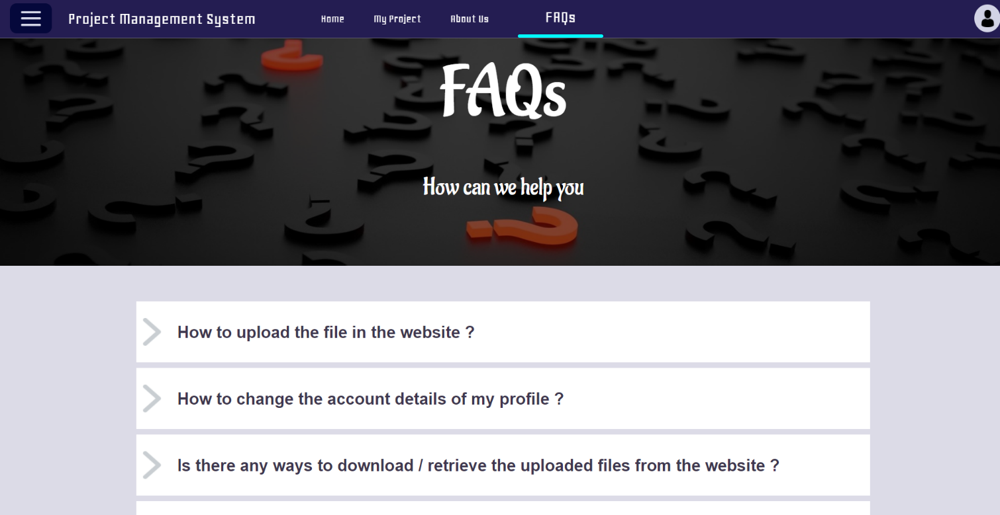 Project Management System
Home
My Project
About Us
FAQs
FAQs
How can we help you
How to upload the file in the website ?
How to change the account details of my profile ?
Is there any ways to download / retrieve the uploaded files from the website ?